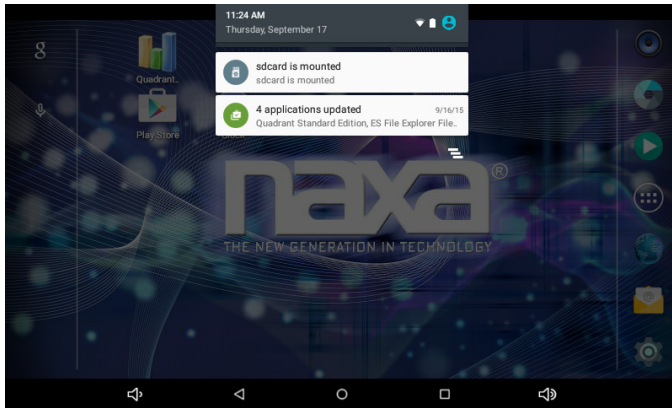 11:24 AM
Thursday, September 17
sdcard is mounted
sdcard is mounted
4 applications updated
9/16/15
Quadrant Standard Edition, ES File Explorer File..
g
Quadrant..
Play Store
Clock
naxa®
THE NEW GENERATION IN TECHNOLOGY